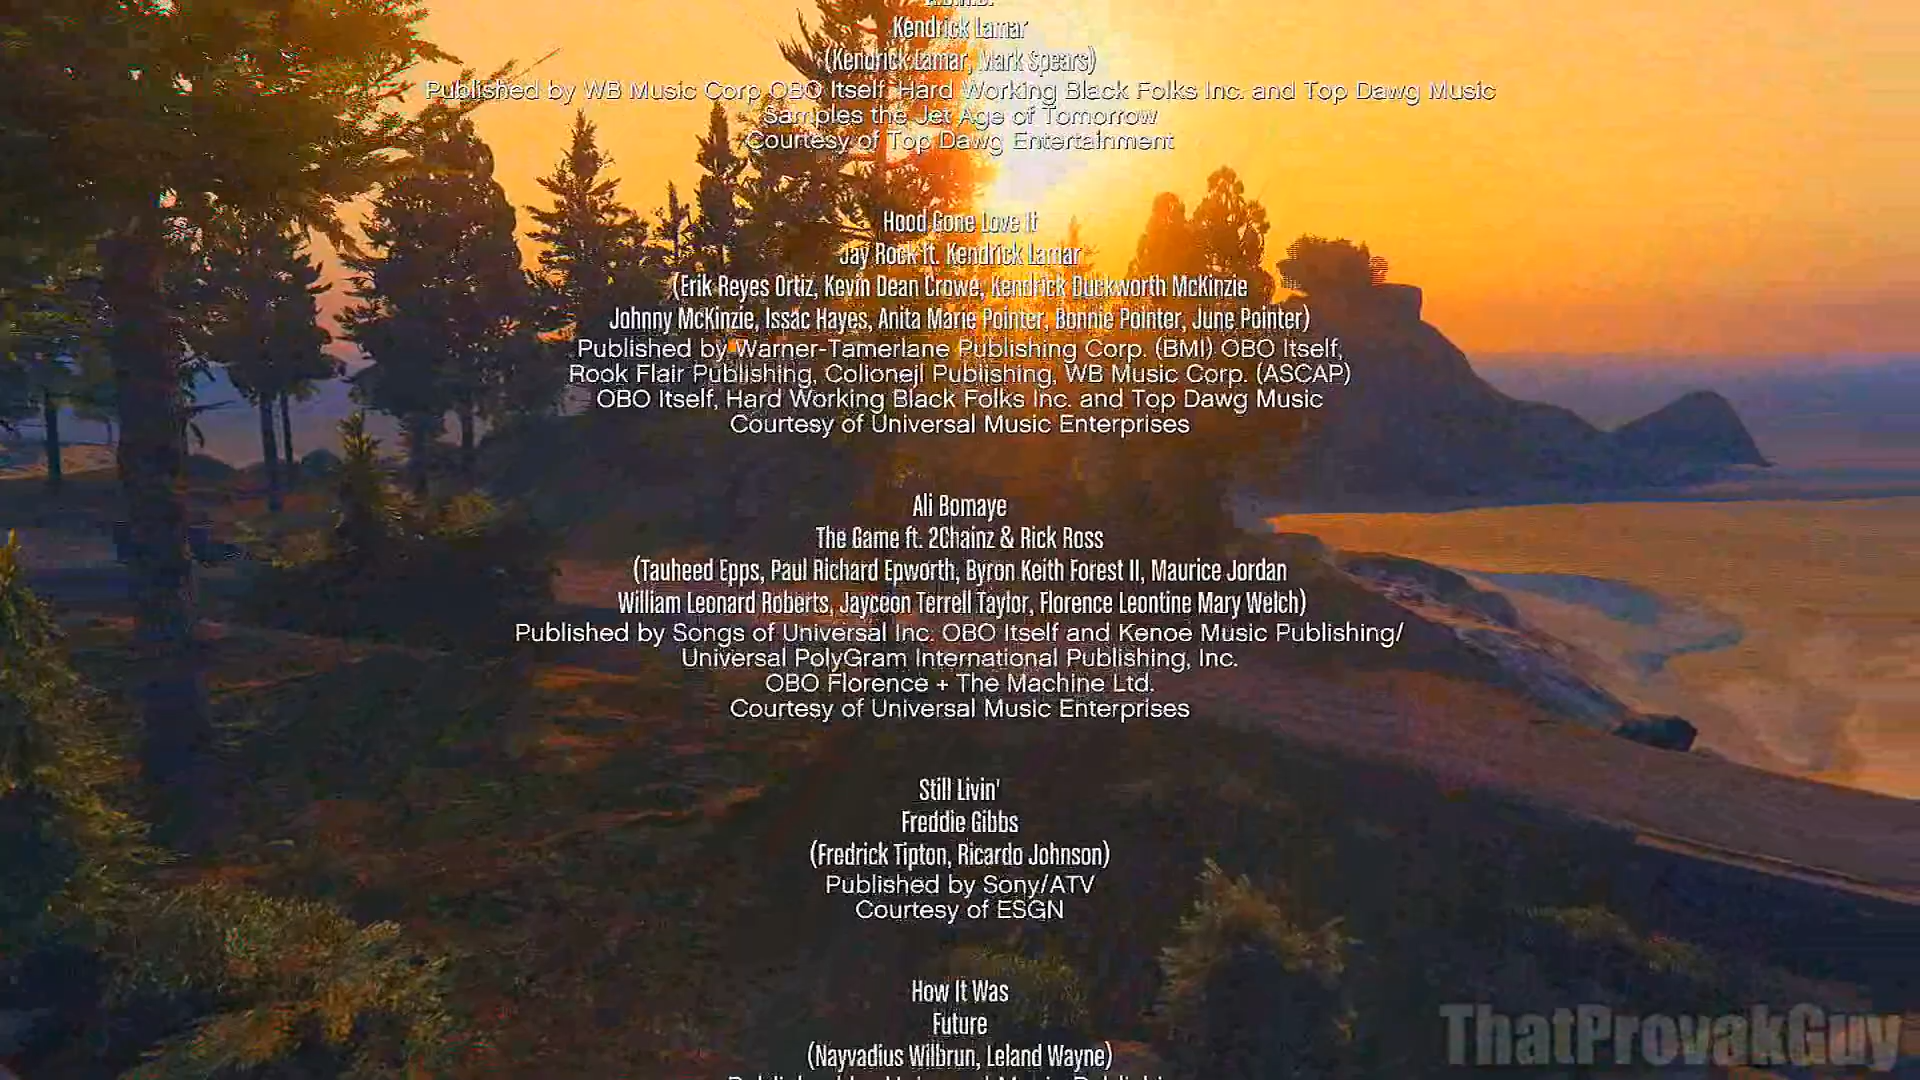 Kendrick Lamar
(Kendrick Lamar, Mark Spears)
Published by WB Music Corp OBO Itself, Hard Working Black Folks Inc. and Top Dawg Music
Samples the Jet Age of Tomorrow
Courtesy of Top Dawg Entertainment
Hood Gone Love It
Jay Rock ft. Kendrick Lamar
(Erik Reyes Ortiz, Kevin Dean Crowe, Kendrick Duckworth McKinzie
Johnny McKinzie, Issac Hayes, Anita Marie Pointer, Bonnie Pointer, June Pointer)
Published by Warner-Tamerlane Publishing Corp. (BMI) OBO Itself,
Rook Flair Publishing, Collonejl Publishing, WB Music Corp. (ASCAP)
OBO Itself, Hard Working Black Folks Inc. and Top Dawg Music
Courtesy of Universal Music Enterprises
Ali Bomaye
The Game ft. 2Chainz & Rick Ross
(Tauheed Epps, Paul Richard Epworth, Byron Keith Forest II, Maurice Jordan
William Leonard Roberts, Jayceon Terrell Taylor, Florence Leontine Mary Welch)
Published by Songs of Universal Inc. OBO Itself and Kenoe Music Publishing/
Universal PolyGram International Publishing, Inc.
OBO Florence + The Machine Ltd.
Courtesy of Universal Music Enterprises
Still Livin'
Freddie Gibbs
(Fredrick Tipton, Ricardo Johnson)
Published by Sony/ATV
Courtesy of ESGN
How It Was
Future
(Nayvadius Wilbrun, Leland Wayne)
ThatProvakGuy